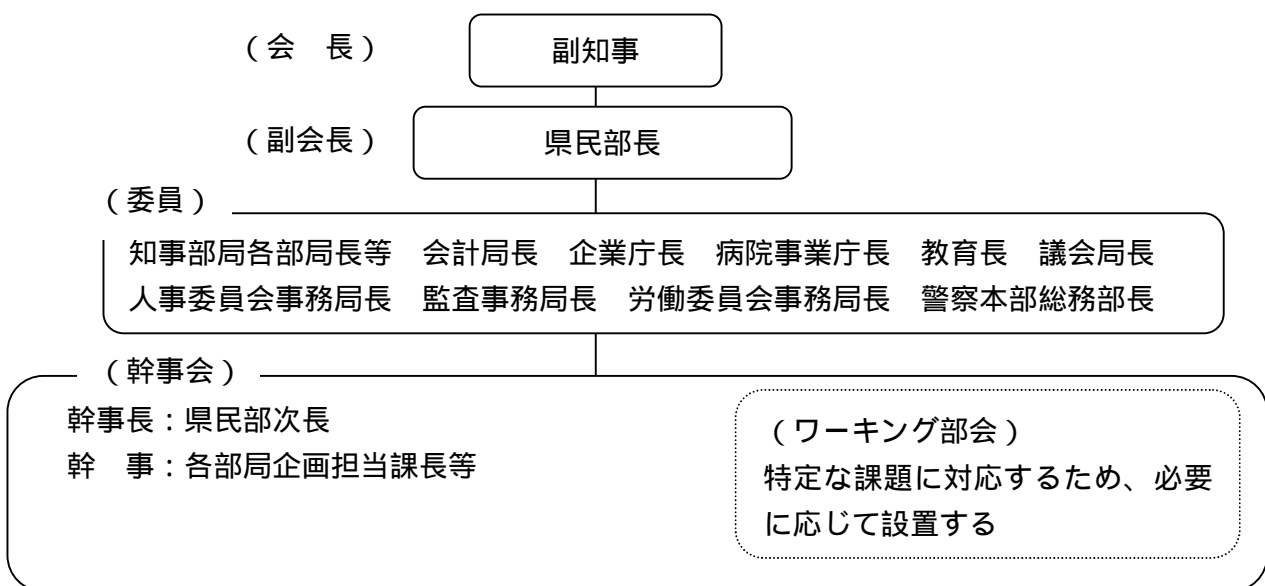 （会　長）　副知事
（副会長）　県民部長
（委員）
知事部局各部局長等　会計局長　企業庁長　病院事業庁長　教育長　議会局長
人事委員会事務局長　監査事務局長　労働委員会事務局長　警察本部総務部長
（幹事会）
幹事長：県民部次長
幹　事：各部局企画担当課長等
（ワーキング部会）
特定な課題に対応するため、必要
に応じて設置する